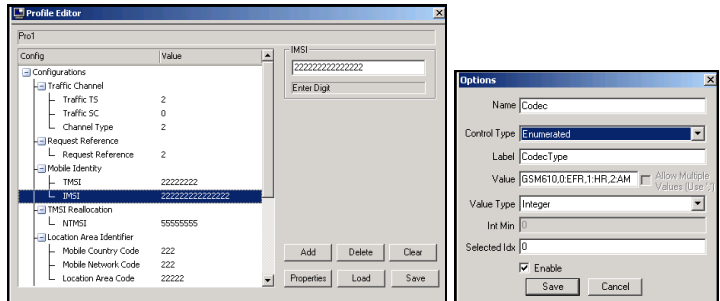 Profile Editor
Pro1
Config Value
Configurations
Traffic Channel
Traffic TS 2
Traffic SC 0
Channel Type 2
Request Reference
Request Reference 2
Mobile Identity
TMSI 22222222
IMSI 222222222222222
TMSI Reallocation
NTMSI 55555555
Location Area Identifier
Mobile Country Code 222
Mobile Network Code 222
Location Area Code 22222
IMSI
222222222222222
Enter Digit
Add Delete Clear
Properties Load Save
Options
Name Codec
Control Type Enumerated
Label CodecType
Value GSM610,0:EFR,1:HR,2:AM
Allow Multiple
Values (Use ',')
Value Type Integer
Int Min 0
Selected Idx 0
Enable
Save Cancel